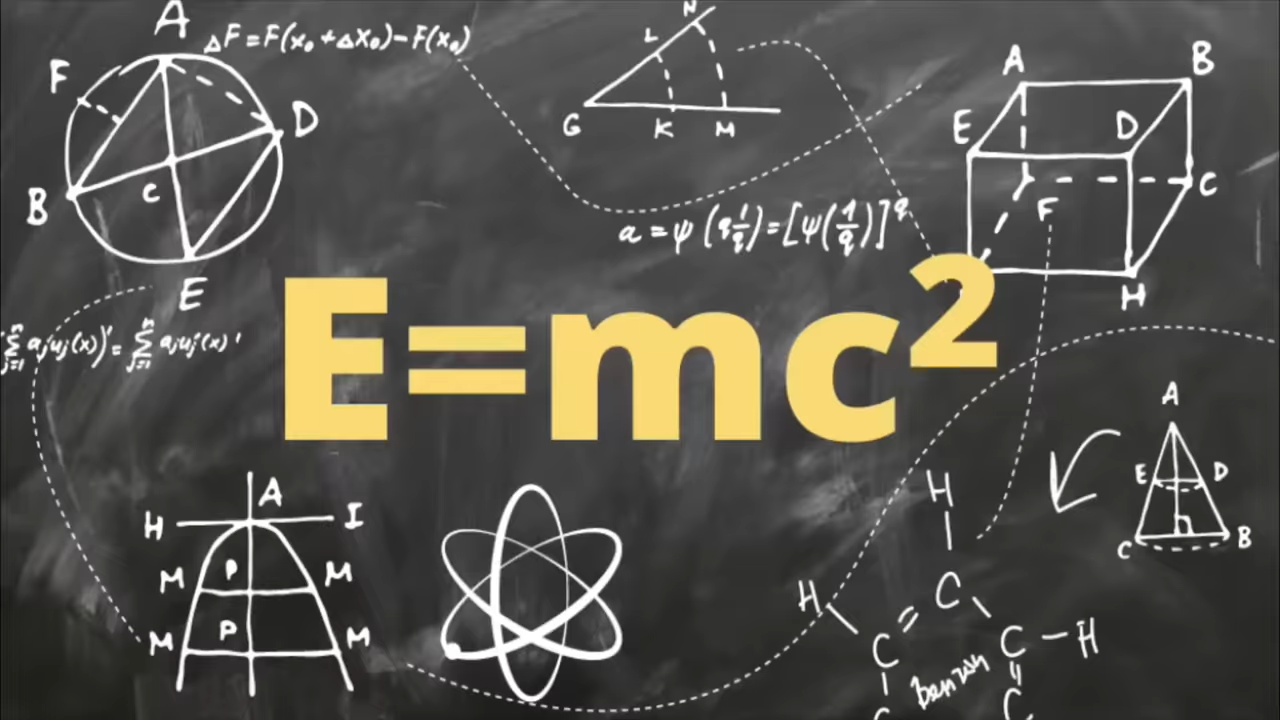 A
ΔF=F(x₀+Δx₀)-F(x₀)
F
D
C
B
E
N
L
G
K
M
A
B
E
D
C
F
H
a=ψ(q 1/q)=[ψ(1/q)]^q
E=mc²
A
H
I
P
M
M
P
M
M
A
E
D
C
B
H
C
H
C
C
H
C
C